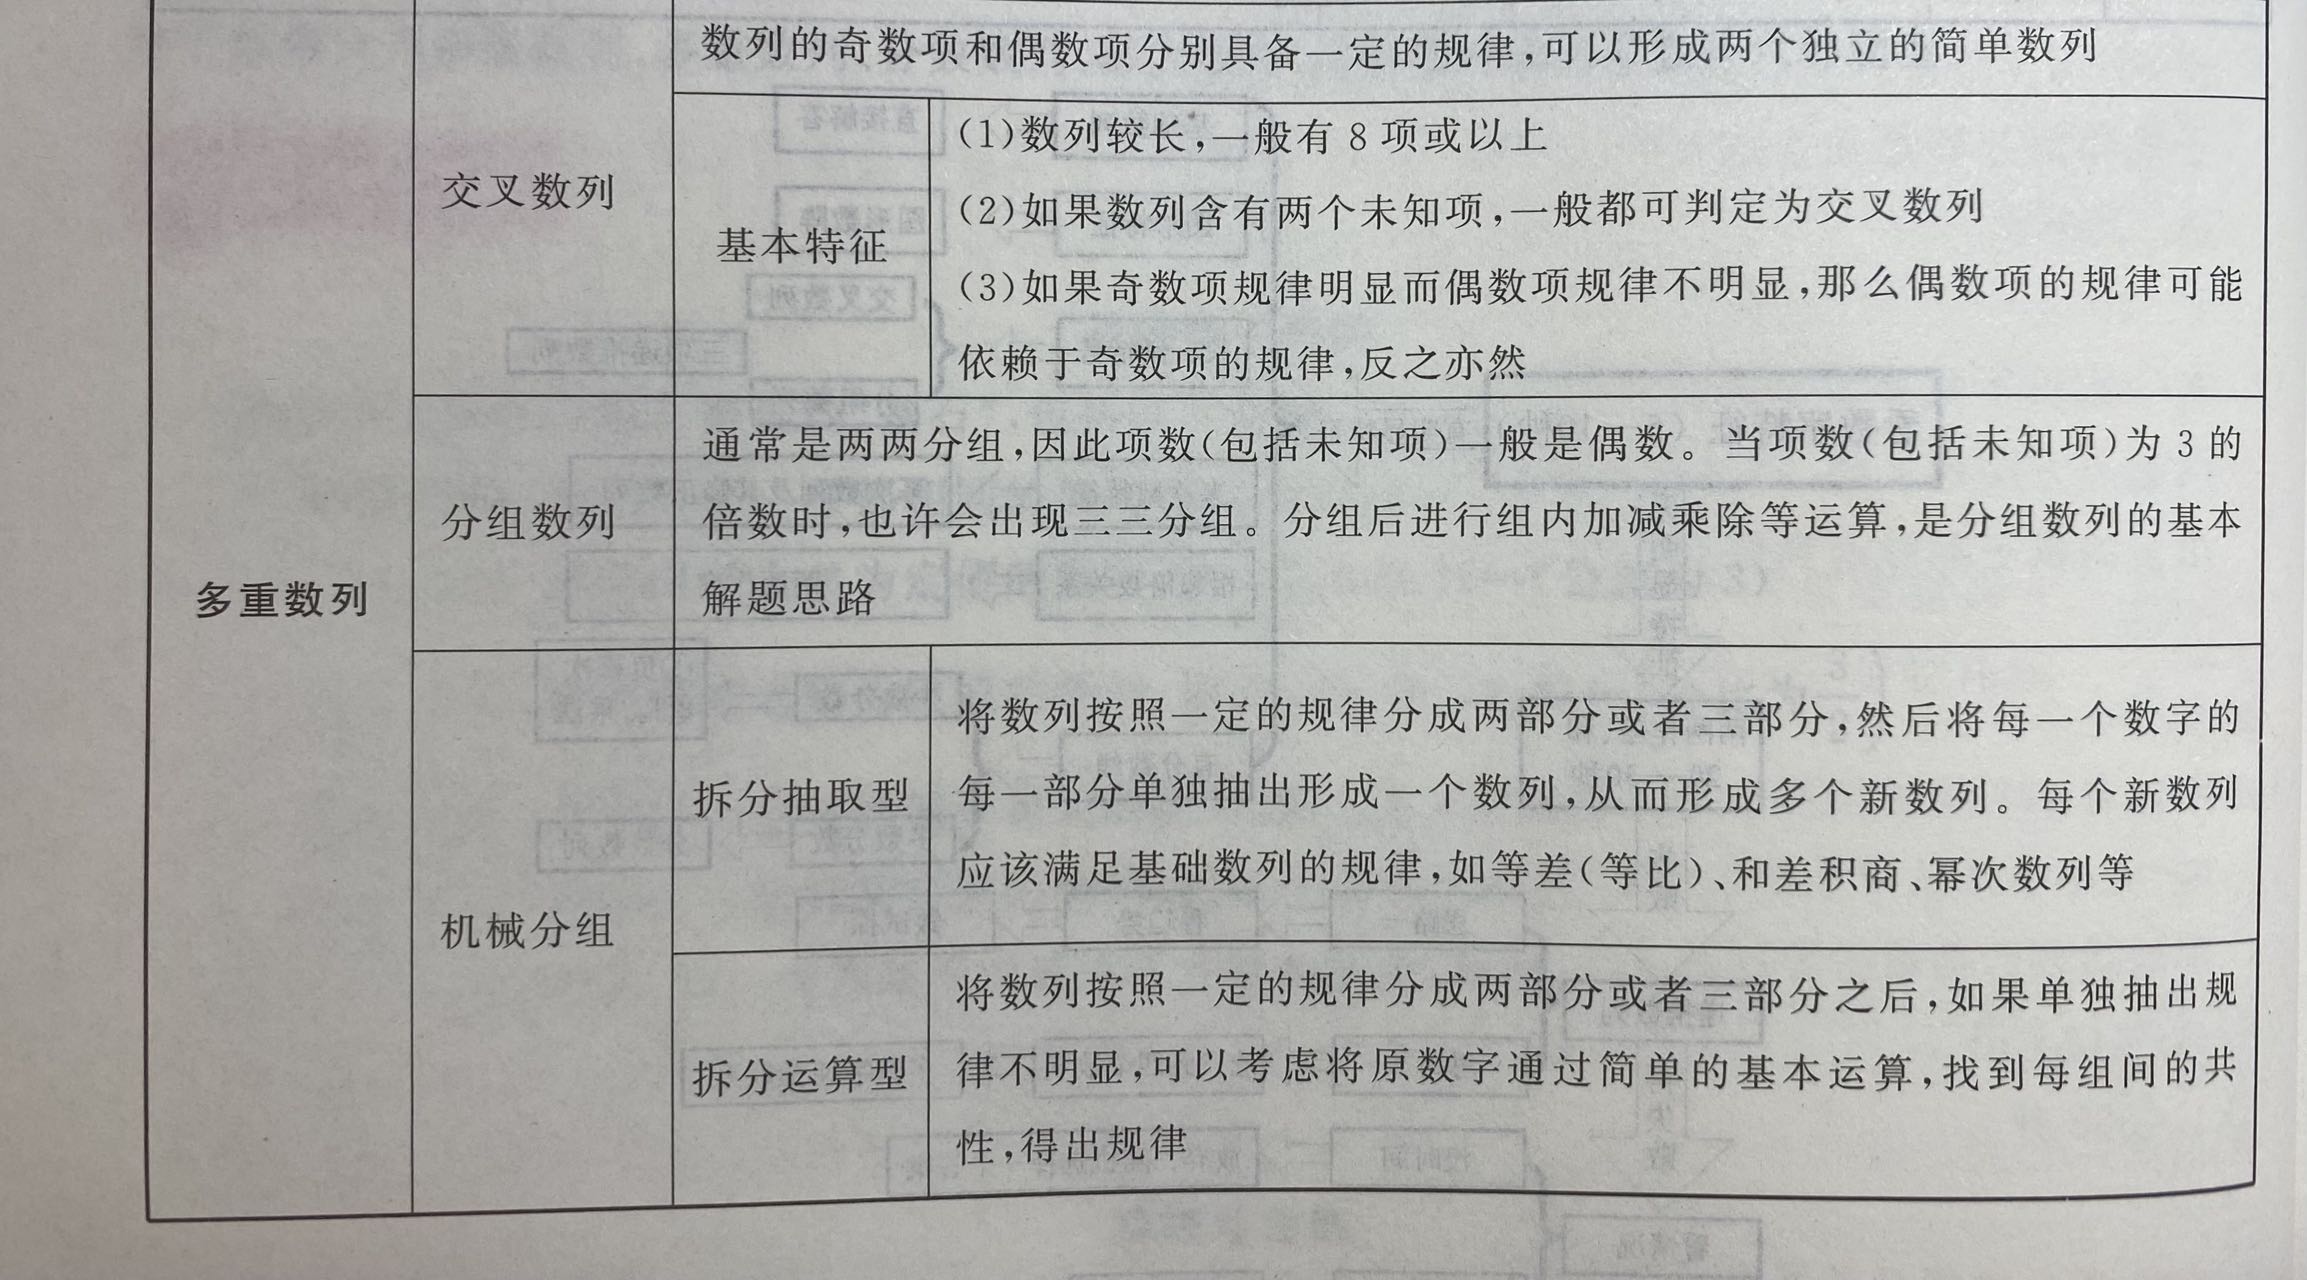 多重数列
交叉数列
数列的奇数项和偶数项分别具备一定的规律,可以形成两个独立的简单数列
基本特征
(1)数列较长,一般有 8 项或以上
(2)如果数列含有两个未知项,一般都可判定为交叉数列
(3)如果奇数项规律明显而偶数项规律不明显,那么偶数项的规律可能
依赖于奇数项的规律,反之亦然
分组数列
通常是两两分组,因此项数(包括未知项)一般是偶数。当项数(包括未知项)为 3 的
倍数时,也许会出现三三分组。分组后进行组内加减乘除等运算,是分组数列的基本
解题思路
机械分组
拆分抽取型
将数列按照一定的规律分成两部分或者三部分,然后将每一个数字的
每一部分单独抽出形成一个数列,从而形成多个新数列。每个新数列
应该满足基础数列的规律,如等差(等比)、和差积商、幂次数列等
拆分运算型
将数列按照一定的规律分成两部分或者三部分之后,如果单独抽出规
律不明显,可以考虑将原数字通过简单的基本运算,找到每组间的共
性,得出规律